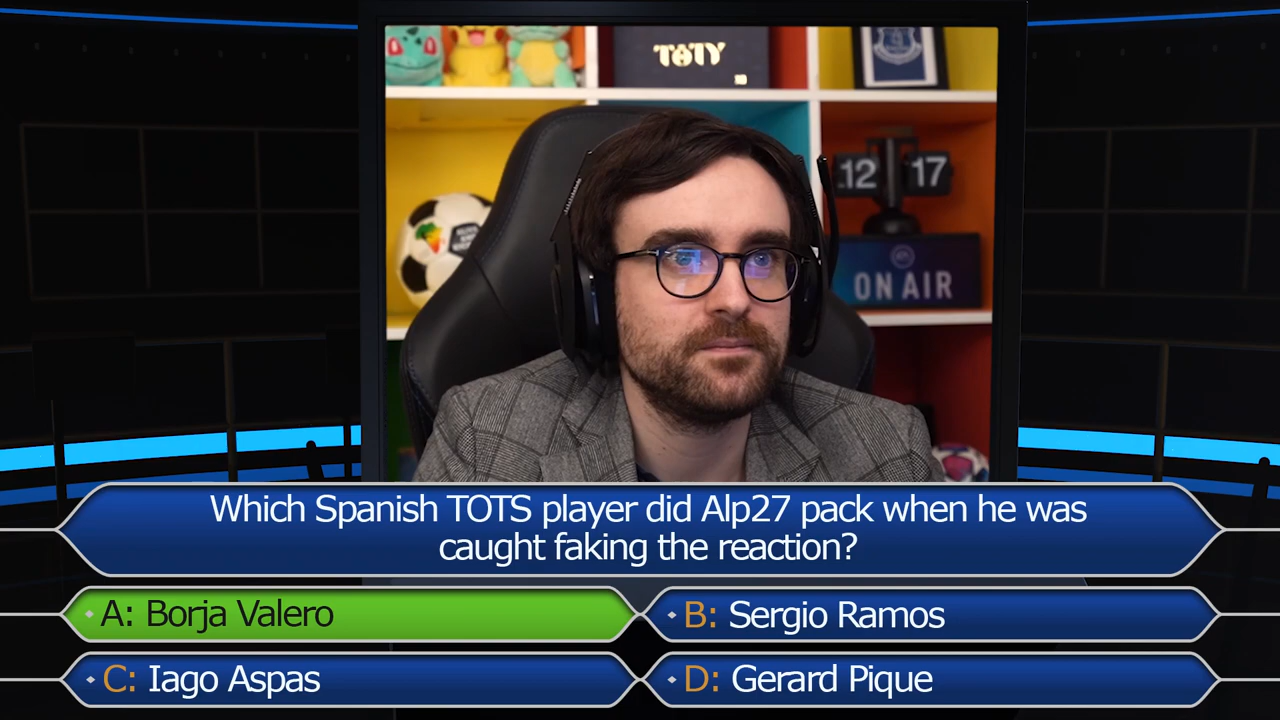 TOTY
12 17
ON AIR
Which Spanish TOTS player did Alp27 pack when he was
caught faking the reaction?
A: Borja Valero
B: Sergio Ramos
C: Iago Aspas
D: Gerard Pique